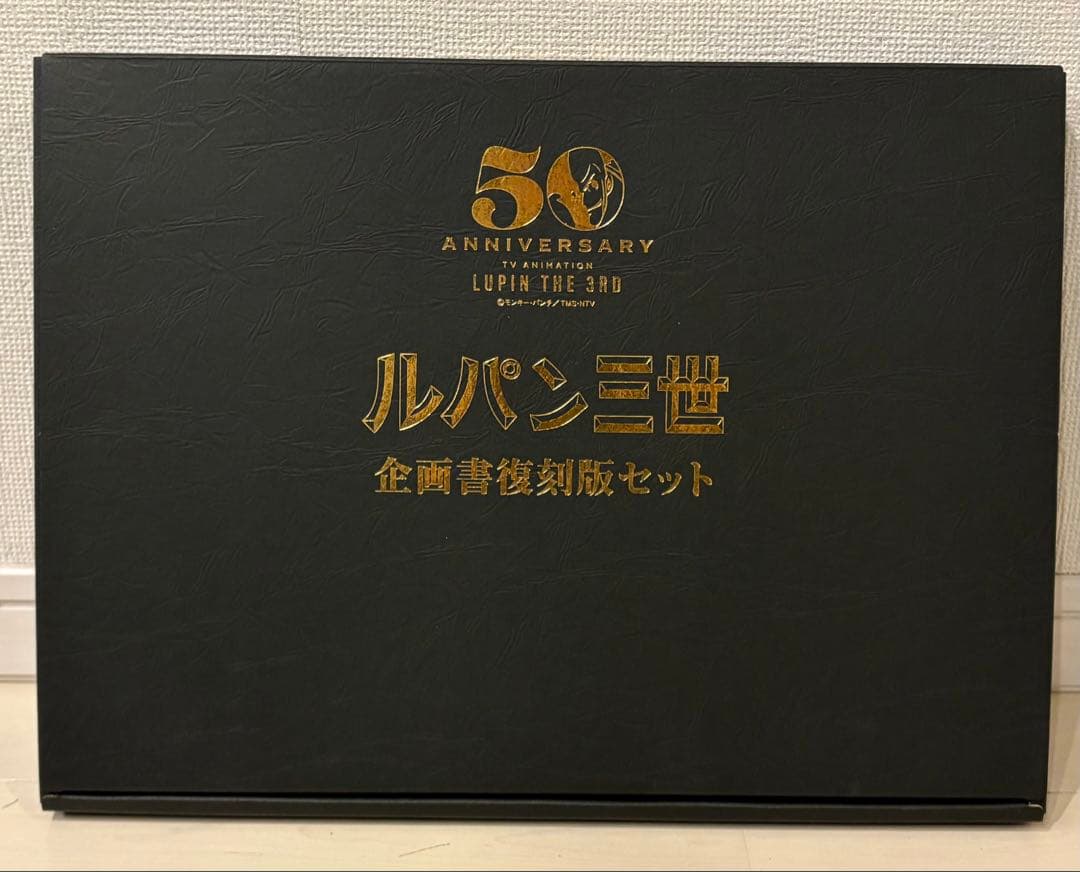 50
ANNIVERSARY
TV ANIMATION
LUPIN THE 3RD
©モンキー・パンチ/TMS・NTV
ルパン三世
企画書復刻版セット